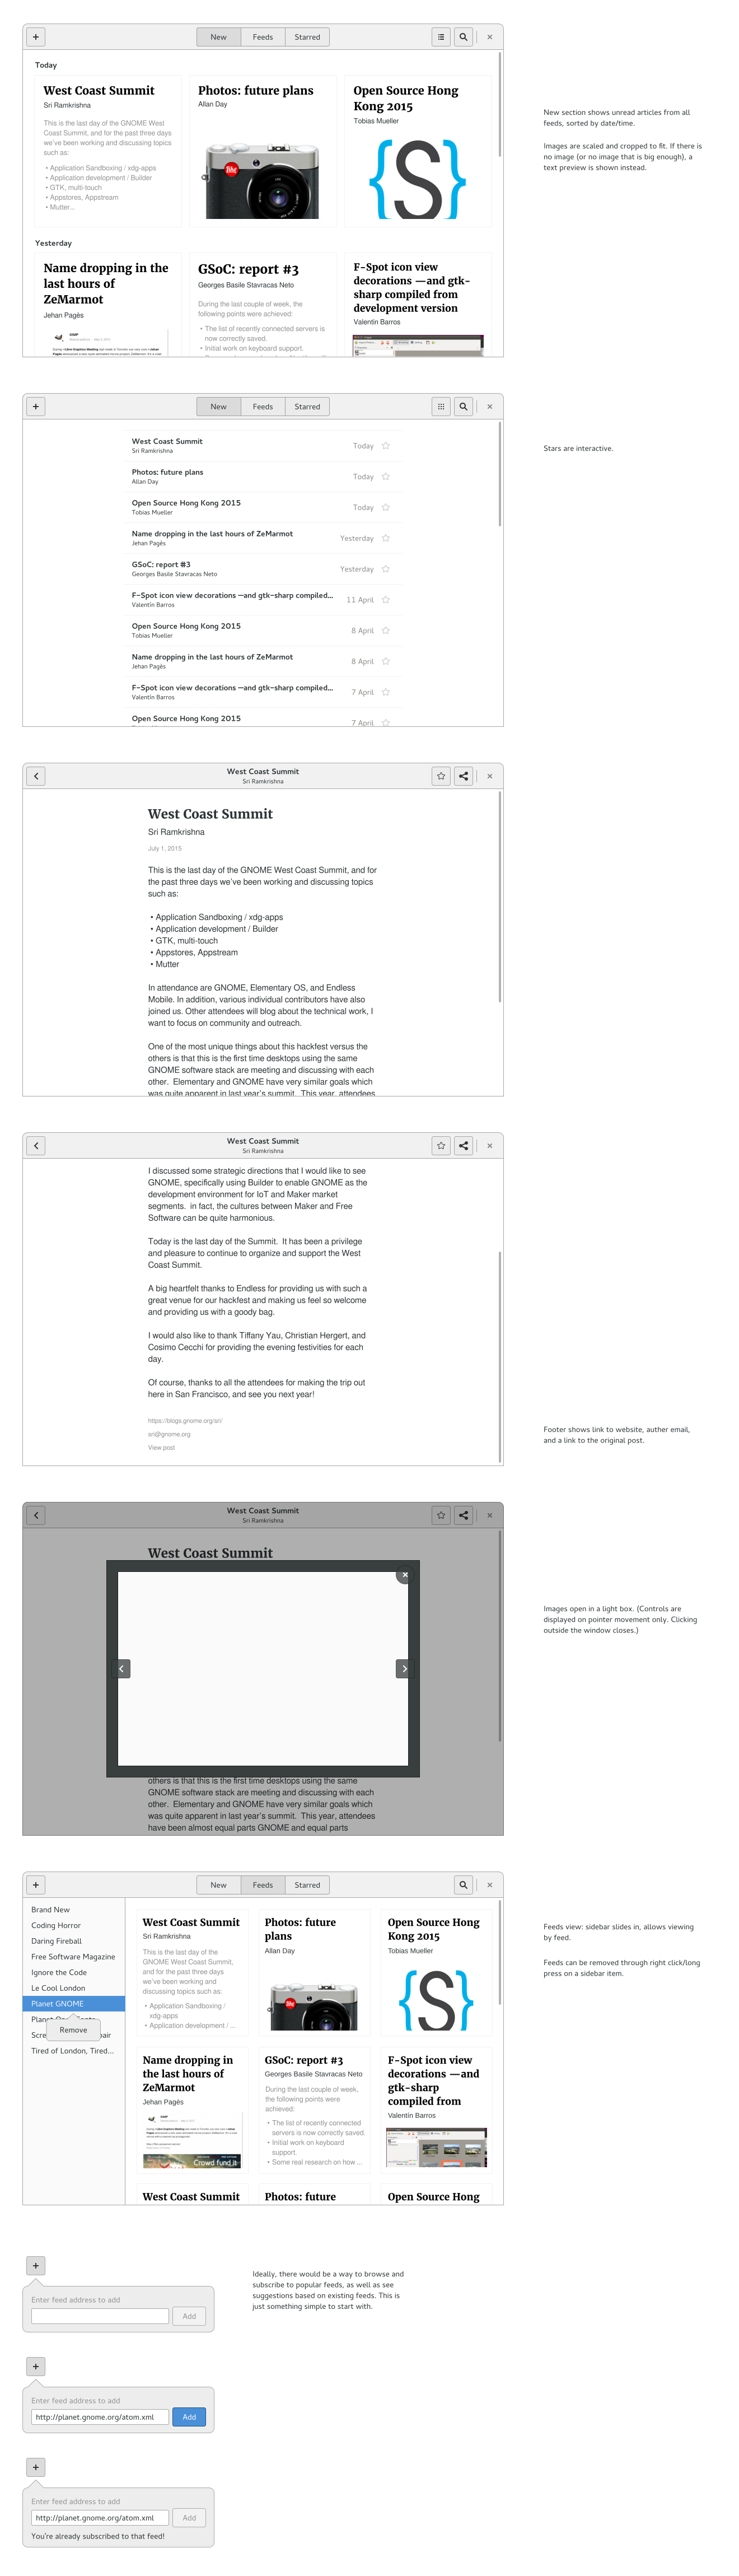 New Feeds Starred
Today
West Coast Summit
Sri Ramkrishna
This is the last day of the GNOME West
Coast Summit, and for the past three days
we've been working and discussing topics
such as:
• Application Sandboxing / xdg-apps
• Application development / Builder
• GTK, multi-touch
• Appstores, Appstream
• Mutter...
Photos: future plans
Allan Day
Open Source Hong
Kong 2015
Tobias Mueller
{S}
New section shows unread articles from all
feeds, sorted by date/time.
Images are scaled and cropped to fit. If there is
no image (or no image that is big enough), a
text preview is shown instead.
Yesterday
Name dropping in the
last hours of
ZeMarmot
Jehan Pagès
GSoC: report #3
Georges Basile Stavracas Neto
During the last couple of week, the
following points were achieved:
• The list of recently connected servers is
now correctly saved.
• Initial work on keyboard support.
F-Spot icon view
decorations —and gtk-
sharp compiled from
development version
Valentín Barros
New Feeds Starred
West Coast Summit
Sri Ramkrishna
Today
Photos: future plans
Allan Day
Today
Open Source Hong Kong 2015
Tobias Mueller
Today
Name dropping in the last hours of ZeMarmot
Jehan Pagès
Yesterday
GSoC: report #3
Georges Basile Stavracas Neto
Yesterday
F-Spot icon view decorations —and gtk-sharp compiled...
Valentín Barros
11 April
Open Source Hong Kong 2015
Tobias Mueller
8 April
Name dropping in the last hours of ZeMarmot
Jehan Pagès
8 April
F-Spot icon view decorations —and gtk-sharp compiled...
Valentín Barros
7 April
Open Source Hong Kong 2015
7 April
Stars are interactive.
West Coast Summit
Sri Ramkrishna
West Coast Summit
Sri Ramkrishna
July 1, 2015
This is the last day of the GNOME West Coast Summit, and for
the past three days we've been working and discussing topics
such as:
• Application Sandboxing / xdg-apps
• Application development / Builder
• GTK, multi-touch
• Appstores, Appstream
• Mutter
In attendance are GNOME, Elementary OS, and Endless
Mobile. In addition, various individual contributors have also
joined us. Other attendees will blog about the technical work, I
want to focus on community and outreach.
One of the most unique things about this hackfest versus the
others is that this is the first time desktops using the same
GNOME software stack are meeting and discussing with each
other. Elementary and GNOME have very similar goals which
was quite apparent in last year's summit. This year, attendees
West Coast Summit
Sri Ramkrishna
I discussed some strategic directions that I would like to see
GNOME, specifically using Builder to enable GNOME as the
development environment for IoT and Maker market
segments. in fact, the cultures between Maker and Free
Software can be quite harmonious.
Today is the last day of the Summit. It has been a privilege
and pleasure to continue to organize and support the West
Coast Summit.
A big heartfelt thanks to Endless for providing us with such a
great venue for our hackfest and making us feel so welcome
and providing us with a goody bag.
I would also like to thank Tiffany Yau, Christian Hergert, and
Cosimo Cecchi for providing the evening festivities for each
day.
Of course, thanks to all the attendees for making the trip out
here in San Francisco, and see you next year!
https://blogs.gnome.org/sri/
sri@gnome.org
View post
Footer shows link to website, auther email,
and a link to the original post.
West Coast Summit
Sri Ramkrishna
West Coast Summit
others is that this is the first time desktops using the same
GNOME software stack are meeting and discussing with each
other. Elementary and GNOME have very similar goals which
was quite apparent in last year's summit. This year, attendees
have been almost equal parts GNOME and equal parts
Images open in a light box. (Controls are
displayed on pointer movement only. Clicking
outside the window closes.)
New Feeds Starred
Brand New
Coding Horror
Daring Fireball
Free Software Magazine
Ignore the Code
Le Cool London
Planet GNOME
Remove
Tired of London, Tired...
West Coast Summit
Sri Ramkrishna
This is the last day of the
GNOME West Coast Summit,
and for the past three days
we've been working and
discussing topics such as:
• Application Sandboxing /
xdg-apps
• Application development / ...
Photos: future
plans
Allan Day
Open Source Hong
Kong 2015
Tobias Mueller
{S}
Name dropping in
the last hours of
ZeMarmot
Jehan Pagès
Crowd fund it
GSoC: report #3
Georges Basile Stavracas Neto
During the last couple of week,
the following points were
achieved:
• The list of recently connected
servers is now correctly saved.
• Initial work on keyboard
support.
• Some real research on how ...
F-Spot icon view
decorations —and
gtk-sharp
compiled from
Valentín Barros
West Coast Summit
Photos: future
Open Source Hong
Feeds view: sidebar slides in, allows viewing
by feed.
Feeds can be removed through right click/long
press on a sidebar item.
Enter feed address to add
Add
Ideally, there would be a way to browse and
subscribe to popular feeds, as well as see
suggestions based on existing feeds. This is
just something simple to start with.
Enter feed address to add
http://planet.gnome.org/atom.xml Add
Enter feed address to add
http://planet.gnome.org/atom.xml Add
You're already subscribed to that feed!